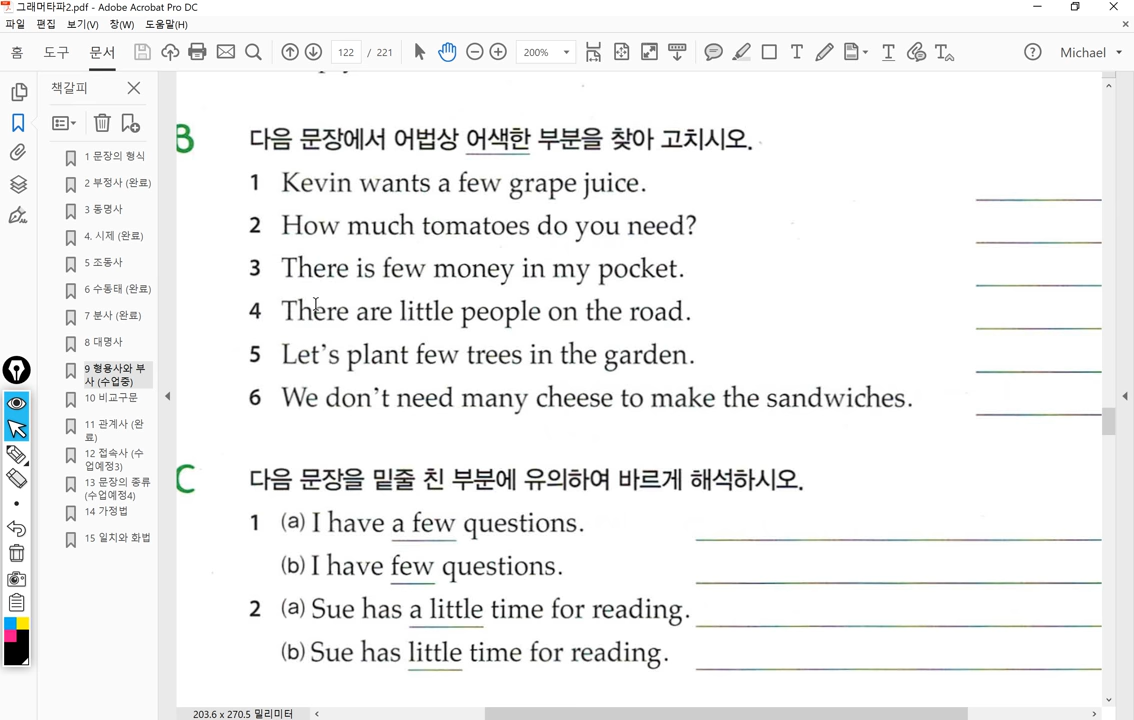 그래머타파2.pdf - Adobe Acrobat Pro DC
파일 편집 보기(V) 창(W) 도움말(H)
홈 도구 문서 122 / 221 200% Michael
책갈피
1 문장의 형식
2 부정사 (완료)
3 동명사
4. 시제 (완료)
5 조동사
6 수동태 (완료)
7 분사 (완료)
8 대명사
9 형용사와 부
사 (수업중)
10 비교구문
11 관계사 (완
료)
12 접속사 (수
업예정3)
13 문장의 종류
(수업예정4)
14 가정법
15 일치와 화법
B 다음 문장에서 어법상 어색한 부분을 찾아 고치시오.
1 Kevin wants a few grape juice.
2 How much tomatoes do you need?
3 There is few money in my pocket.
4 There are little people on the road.
5 Let's plant few trees in the garden.
6 We don't need many cheese to make the sandwiches.
C 다음 문장을 밑줄 친 부분에 유의하여 바르게 해석하시오.
1 (a) I have a few questions.
(b) I have few questions.
2 (a) Sue has a little time for reading.
(b) Sue has little time for reading.
203.6 x 270.5 밀리미터